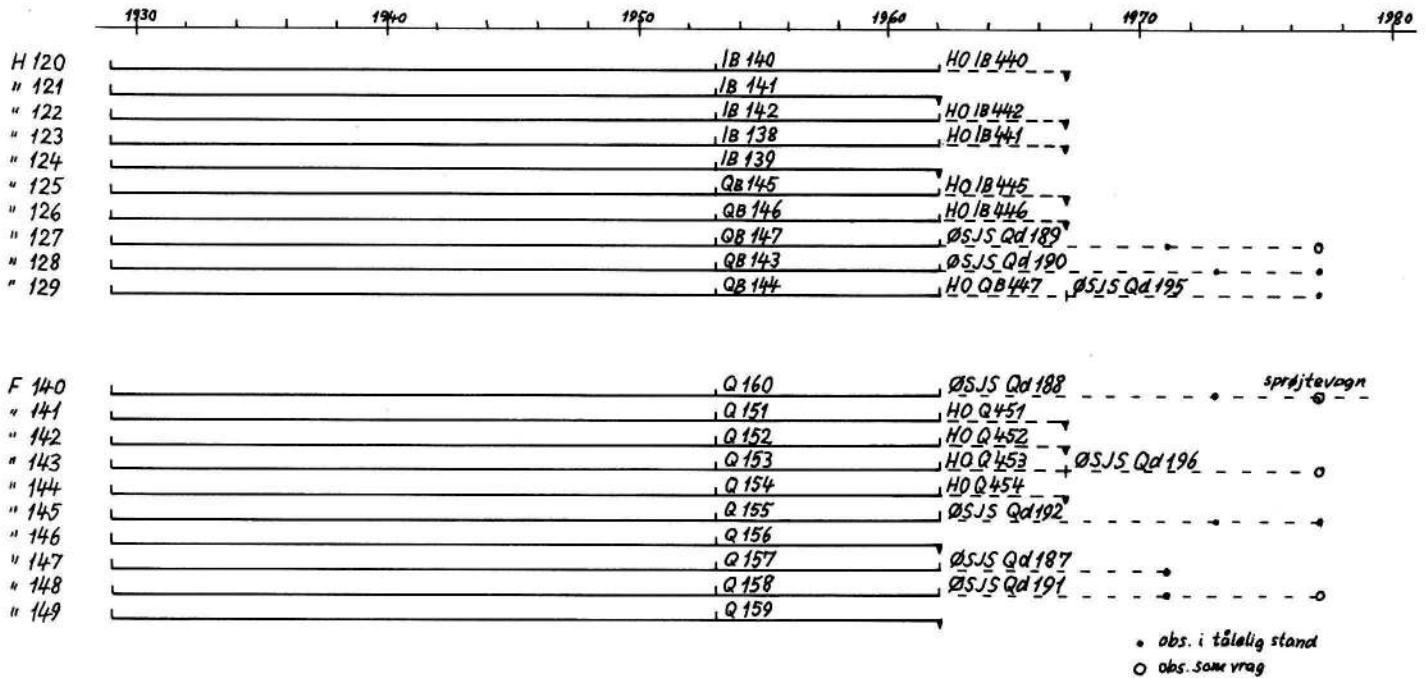 1930 1940 1950 1960 1970 1980
H 120 IB 140 HO IB 440
" 121 IB 141
" 122 IB 142 HO IB 442
" 123 IB 138 HO IB 441
" 124 IB 139
" 125 QB 145 HO IB 445
" 126 QB 146 HO IB 446
" 127 QB 147 ØSJS Qd 189
" 128 QB 143 ØSJS Qd 190
" 129 QB 144 HO QB 447 ØSJS Qd 195
F 140 Q 160 ØSJS Qd 188 sprøjtevogn
" 141 Q 151 HO Q 451
" 142 Q 152 HO Q 452
" 143 Q 153 HO Q 453 ØSJS Qd 196
" 144 Q 154 HO Q 454
" 145 Q 155 ØSJS Qd 192
" 146 Q 156
" 147 Q 157 ØSJS Qd 187
" 148 Q 158 ØSJS Qd 191
" 149 Q 159
• obs. i tålelig stand
O obs. som vrag